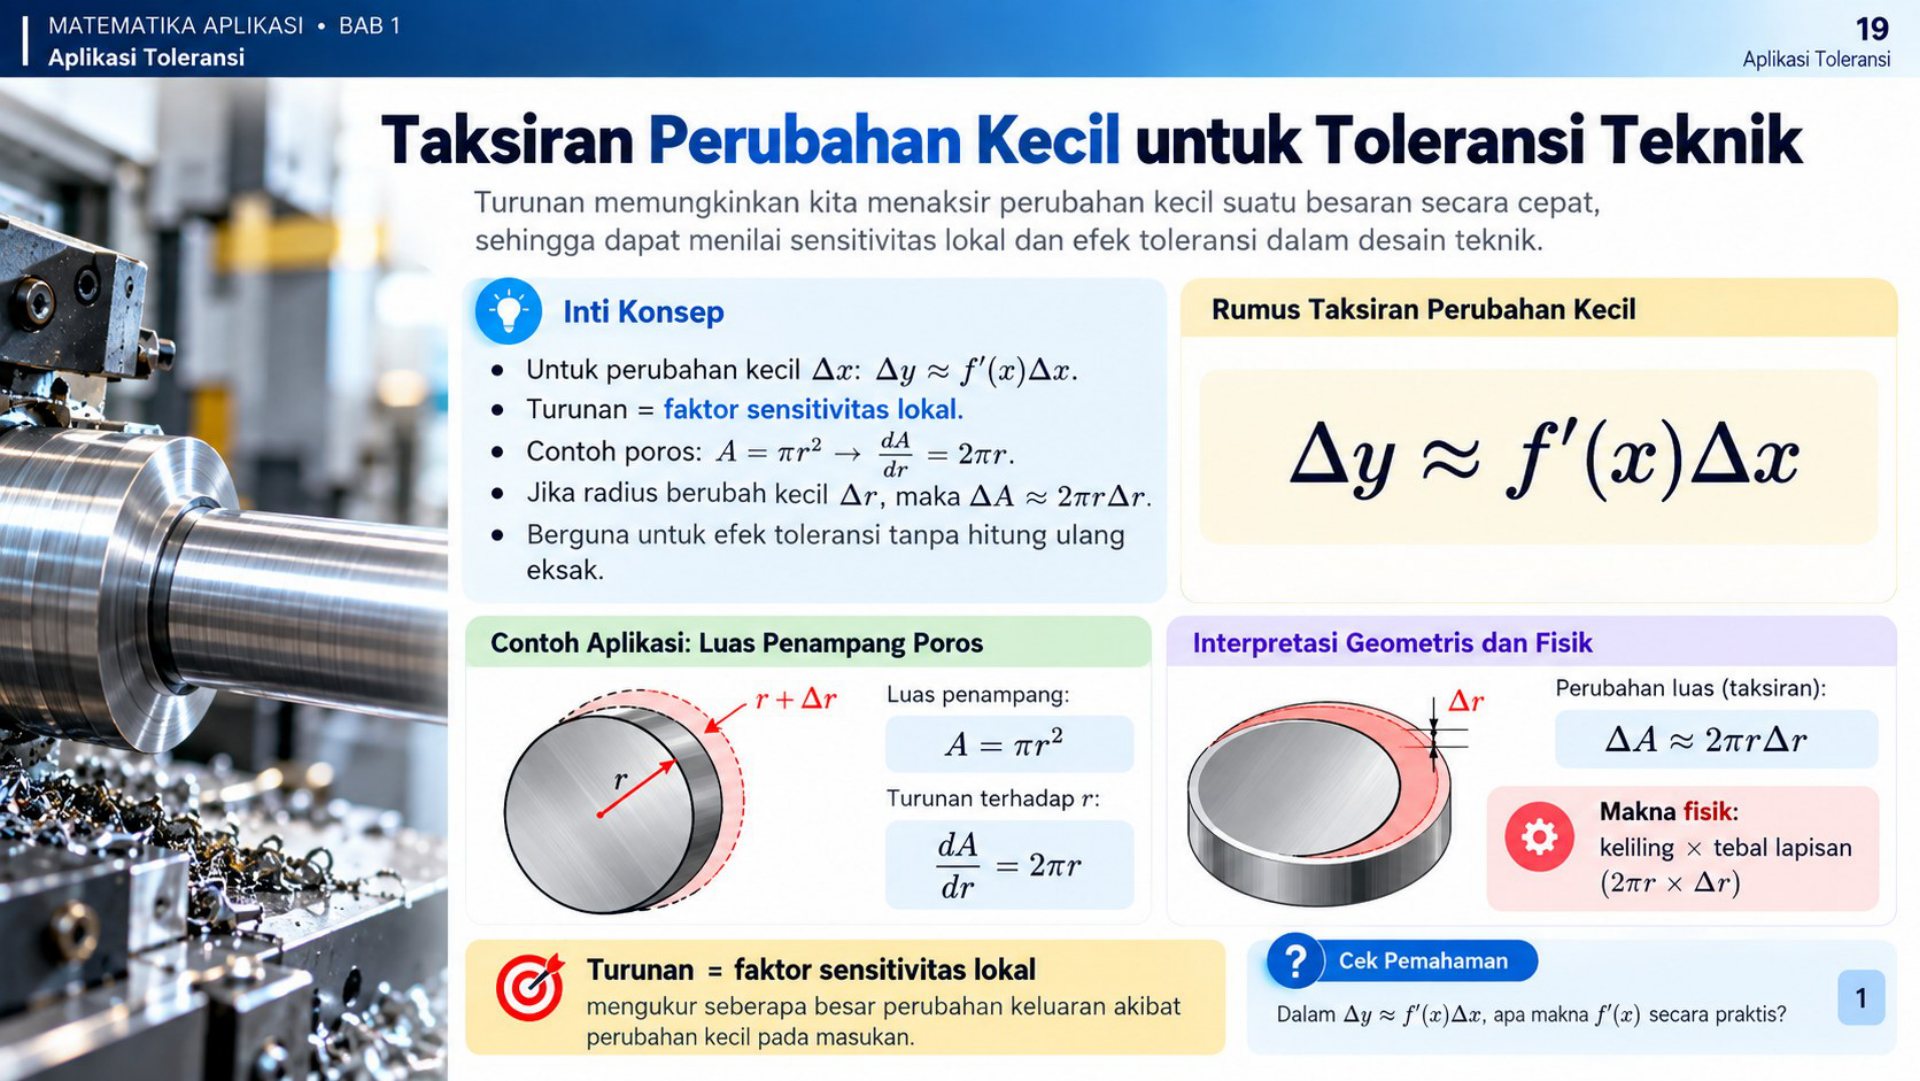 MATEMATIKA APLIKASI • BAB 1
Aplikasi Toleransi
19
Aplikasi Toleransi
Taksiran Perubahan Kecil untuk Toleransi Teknik
Turunan memungkinkan kita menaksir perubahan kecil suatu besaran secara cepat,
sehingga dapat menilai sensitivitas lokal dan efek toleransi dalam desain teknik.
Inti Konsep
• Untuk perubahan kecil Δx: Δy ≈ f′(x)Δx.
• Turunan = faktor sensitivitas lokal.
• Contoh poros: A = πr² → dA/dr = 2πr.
• Jika radius berubah kecil Δr, maka ΔA ≈ 2πrΔr.
• Berguna untuk efek toleransi tanpa hitung ulang
eksak.
Rumus Taksiran Perubahan Kecil
Δy ≈ f′(x)Δx
Contoh Aplikasi: Luas Penampang Poros
r + Δr
r
Luas penampang:
A = πr²
Turunan terhadap r:
dA/dr = 2πr
Interpretasi Geometris dan Fisik
Δr
Perubahan luas (taksiran):
ΔA ≈ 2πrΔr
Makna fisik:
keliling × tebal lapisan
(2πr × Δr)
Turunan = faktor sensitivitas lokal
mengukur seberapa besar perubahan keluaran akibat
perubahan kecil pada masukan.
? Cek Pemahaman
Dalam Δy ≈ f′(x)Δx, apa makna f′(x) secara praktis?
1